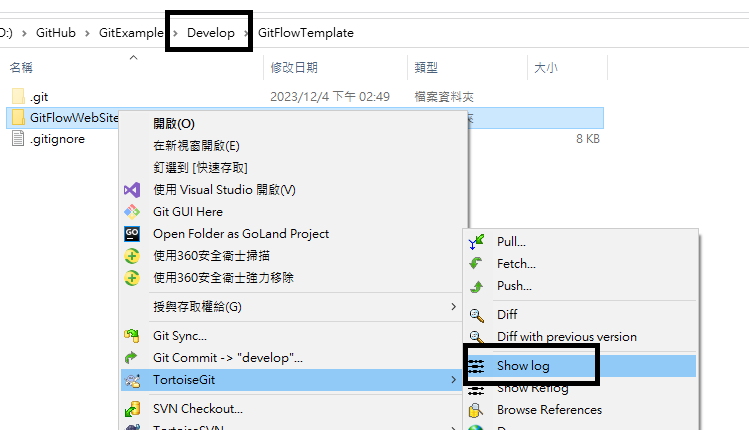 O:) › GitHub › GitExample › Develop › GitFlowTemplate
名稱 修改日期 類型 大小
.git 2023/12/4 下午 02:49 檔案資料夾
GitFlowWebSite
.gitignore 8 KB
開啟(O)
在新視窗開啟(E)
釘選到 [快速存取]
使用 Visual Studio 開啟(V)
Git GUI Here
Open Folder as GoLand Project
使用360安全衛士掃描
使用360安全衛士強力移除
授與存取權給(G)
Git Sync...
Git Commit -> "develop"...
TortoiseGit
SVN Checkout...
TortoiseSVN
Pull...
Fetch...
Push...
Diff
Diff with previous version
Show log
Show Reflog
Browse References